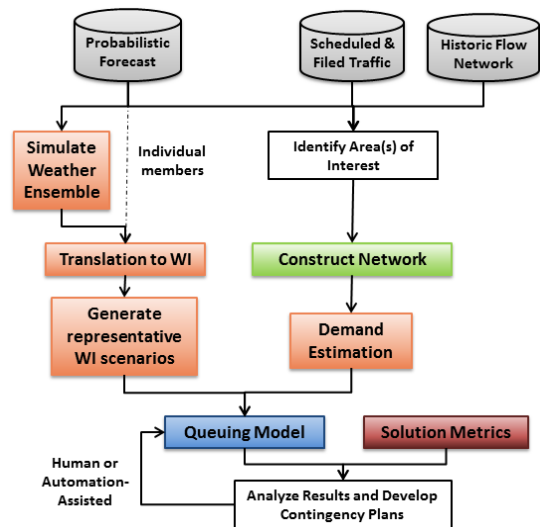 Probabilistic
Forecast
Scheduled &
Filed Traffic
Historic Flow
Network
Simulate
Weather
Ensemble
Individual
members
Identify Area(s) of
Interest
Translation to WI
Construct Network
Generate
representative
WI scenarios
Demand
Estimation
Queuing Model
Solution Metrics
Human or
Automation-
Assisted
Analyze Results and Develop
Contingency Plans